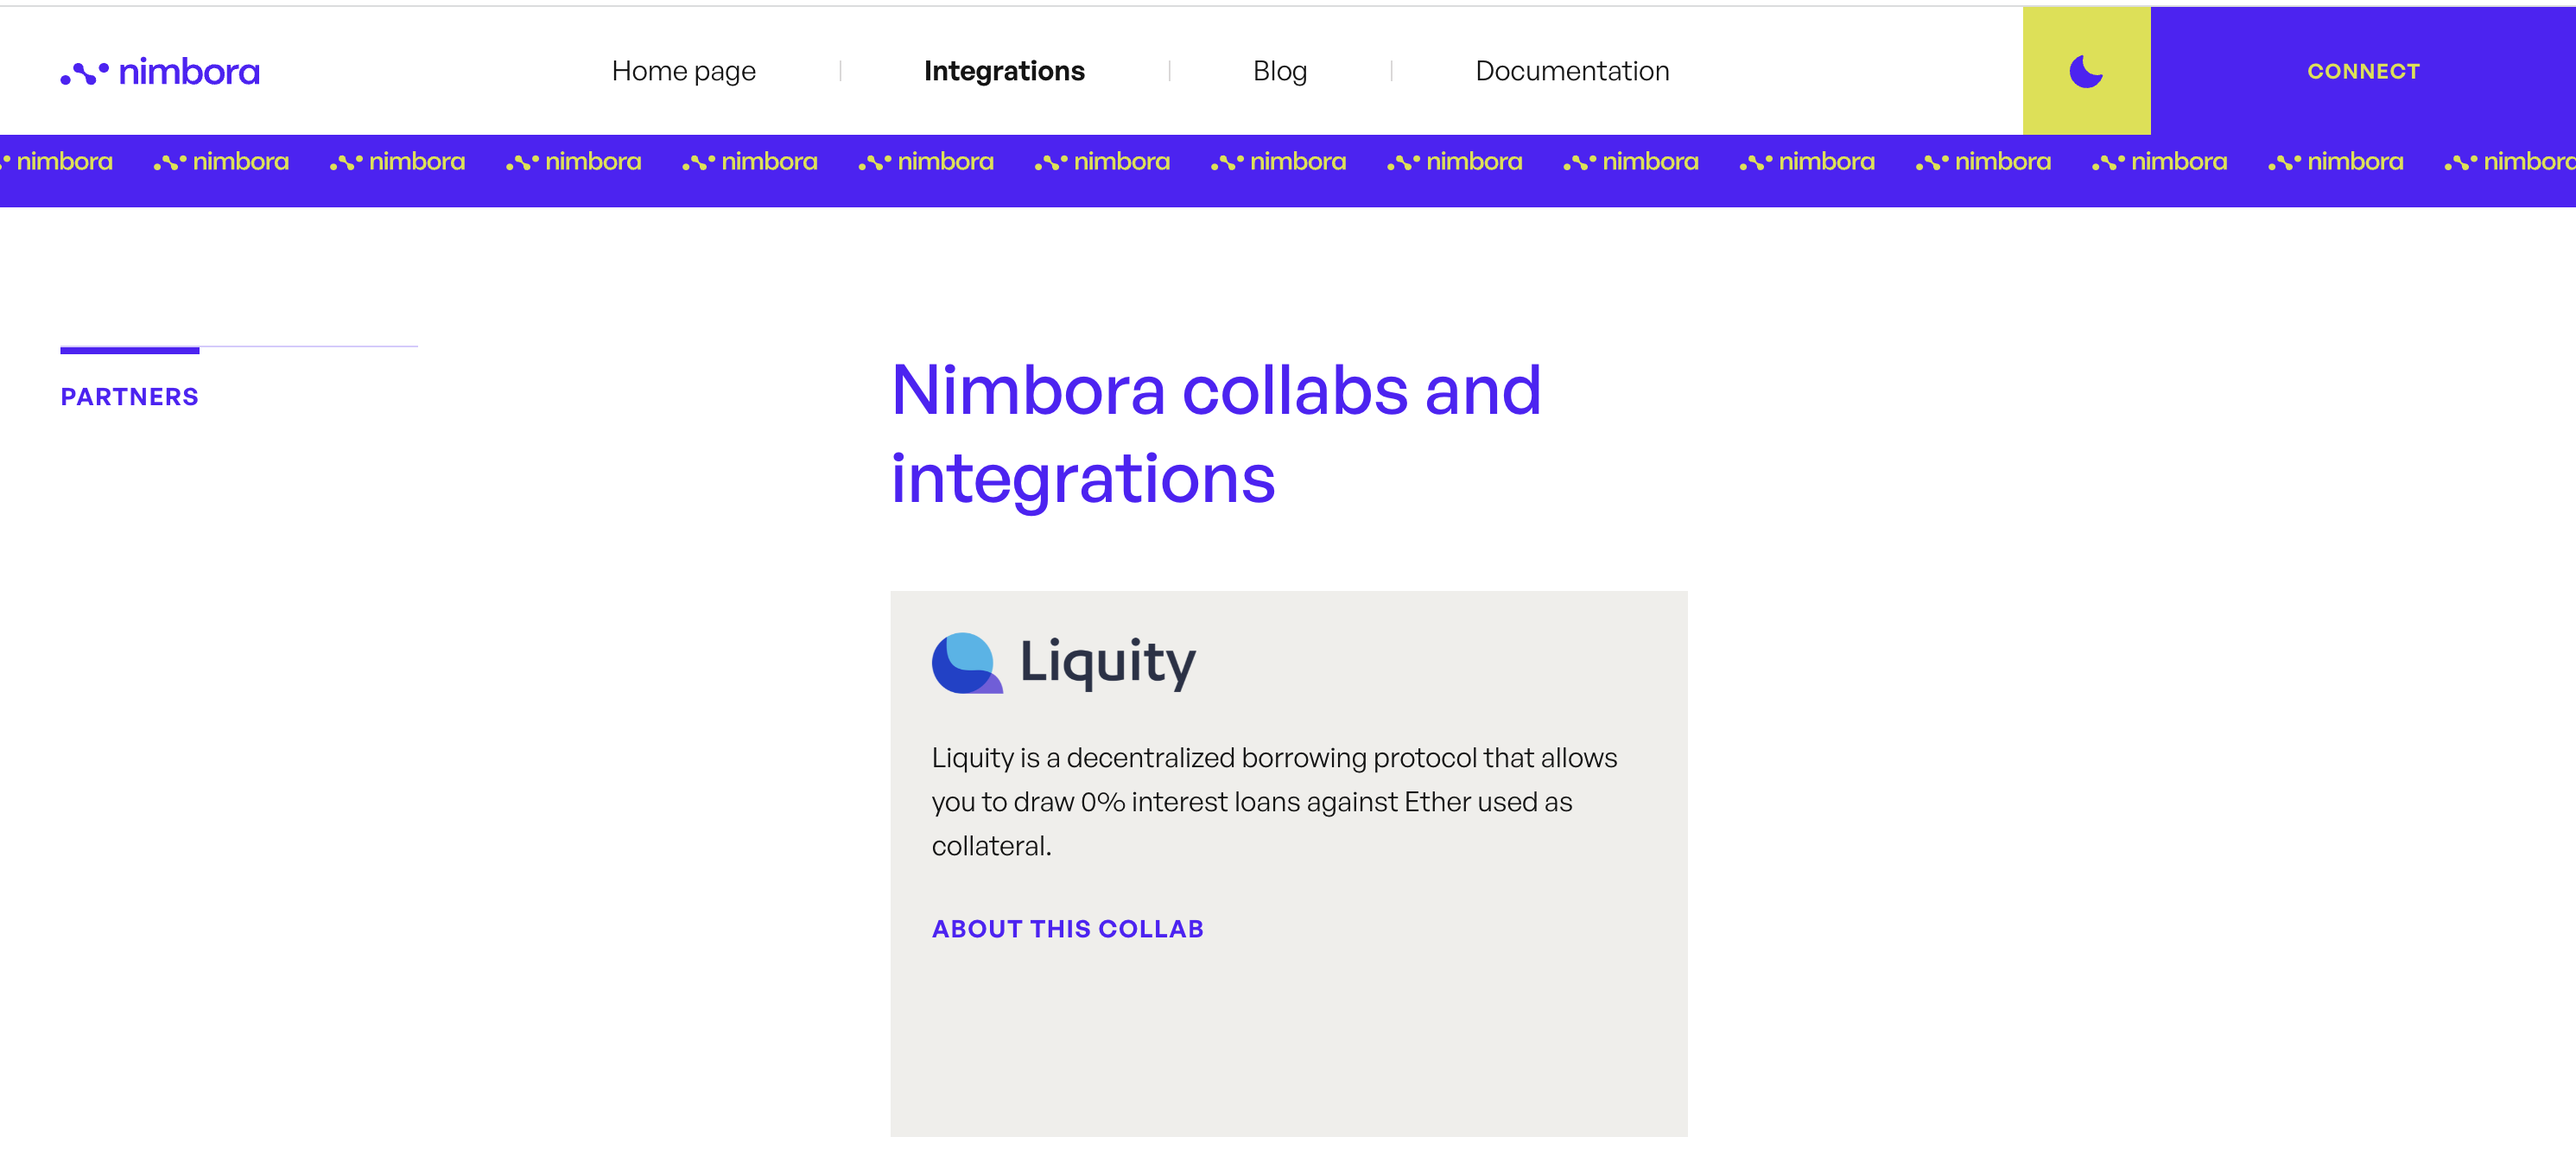 nimbora
Home page
Integrations
Blog
Documentation
CONNECT
nimbora nimbora nimbora nimbora nimbora nimbora nimbora nimbora nimbora nimbora nimbora nimbora nimbora nimbora nimbora
PARTNERS
Nimbora collabs and
integrations
Liquity
Liquity is a decentralized borrowing protocol that allows
you to draw 0% interest loans against Ether used as
collateral.
ABOUT THIS COLLAB